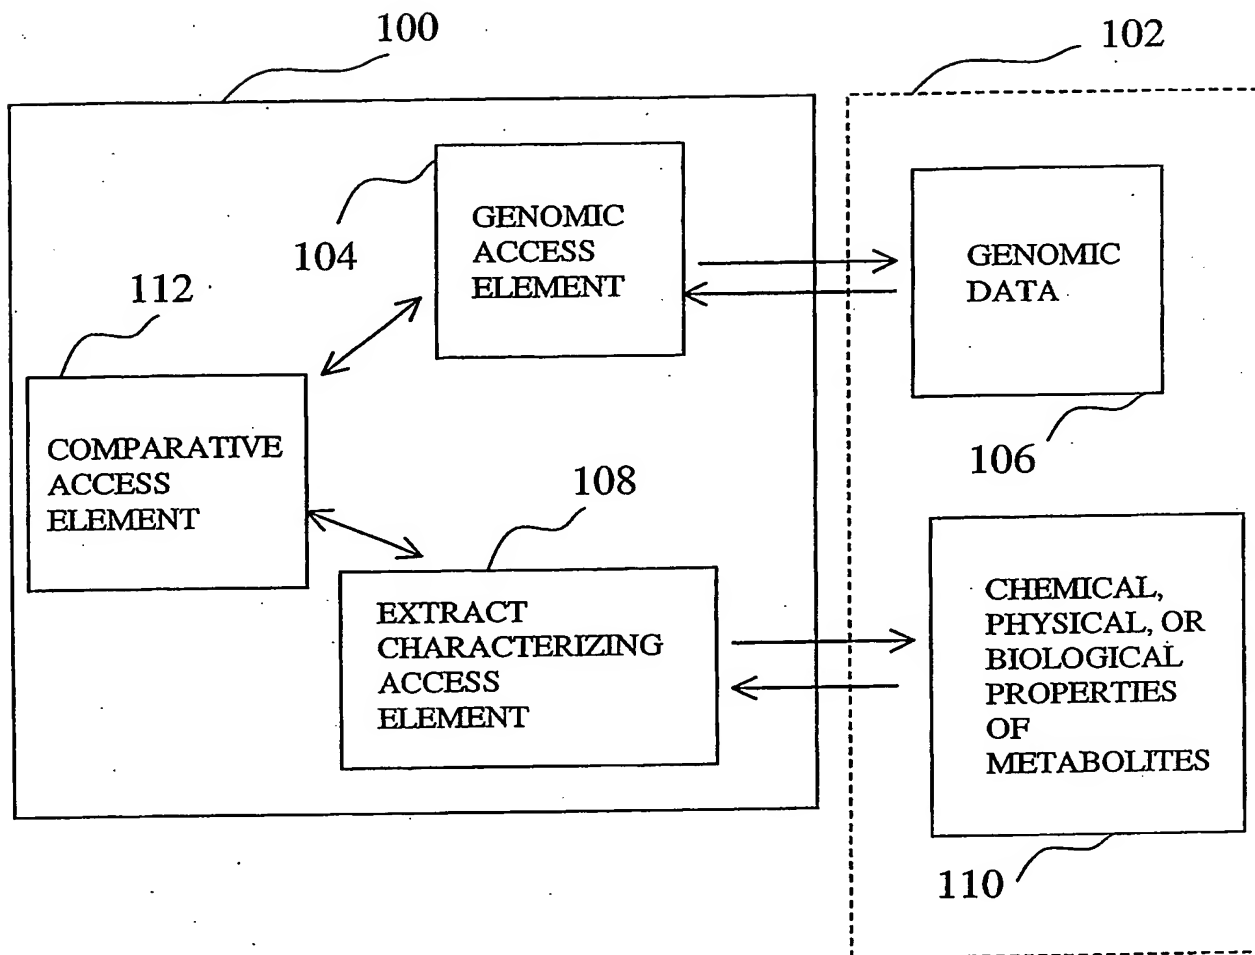 100
102
104
GENOMIC
ACCESS
ELEMENT
GENOMIC
DATA
112
106
COMPARATIVE
ACCESS
ELEMENT
108
EXTRACT
CHARACTERIZING
ACCESS
ELEMENT
CHEMICAL,
PHYSICAL, OR
BIOLOGICAL
PROPERTIES
OF
METABOLITES
110